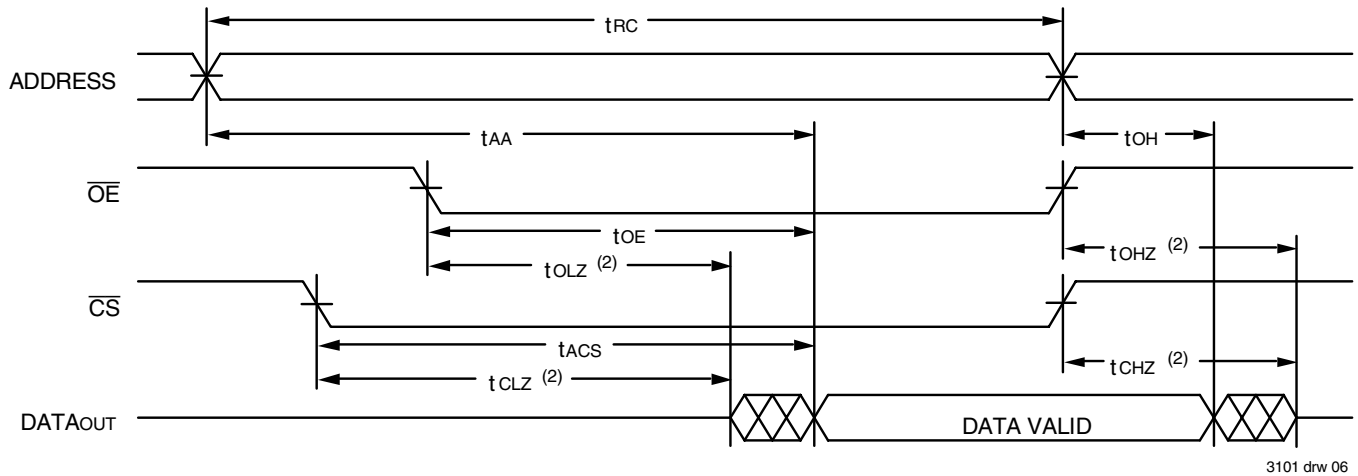 tRC
ADDRESS
tAA
tOH
OE
tOE
tOLZ (2)
tOHZ (2)
CS
tACS
tCLZ (2)
tCHZ (2)
DATAOUT
DATA VALID
3101 drw 06